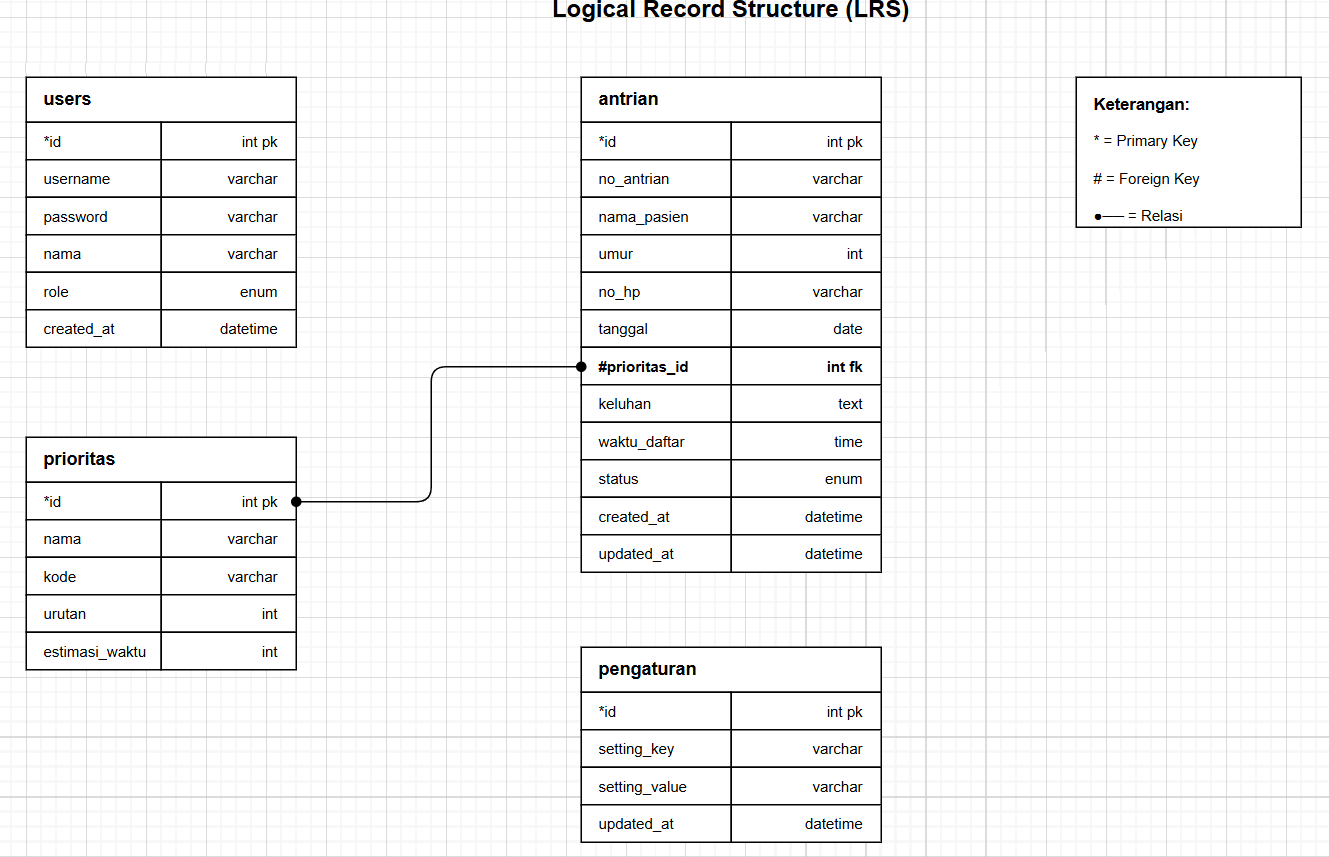 Logical Record Structure (LRS)
users
*id int pk
username varchar
password varchar
nama varchar
role enum
created_at datetime
prioritas
*id int pk
nama varchar
kode varchar
urutan int
estimasi_waktu int
antrian
*id int pk
no_antrian varchar
nama_pasien varchar
umur int
no_hp varchar
tanggal date
#prioritas_id int fk
keluhan text
waktu_daftar time
status enum
created_at datetime
updated_at datetime
pengaturan
*id int pk
setting_key varchar
setting_value varchar
updated_at datetime
Keterangan:
* = Primary Key
# = Foreign Key
●── = Relasi